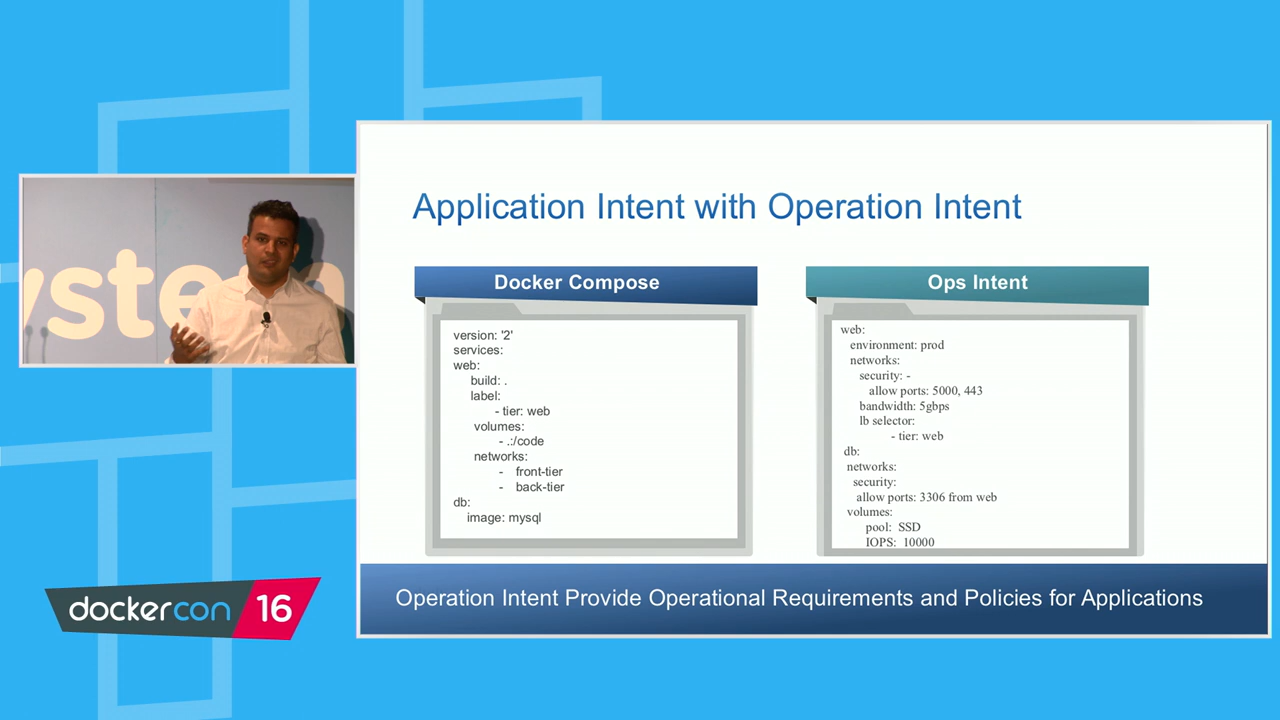 ystem
Application Intent with Operation Intent
Docker Compose
version: '2'
services:
web:
build: .
label:
- tier: web
volumes:
- .:/code
networks:
- front-tier
- back-tier
db:
image: mysql
Ops Intent
web:
environment: prod
networks:
security: -
allow ports: 5000, 443
bandwidth: 5gbps
lb selector:
- tier: web
db:
networks:
security:
allow ports: 3306 from web
volumes:
pool: SSD
IOPS: 10000
Operation Intent Provide Operational Requirements and Policies for Applications
dockercon 16